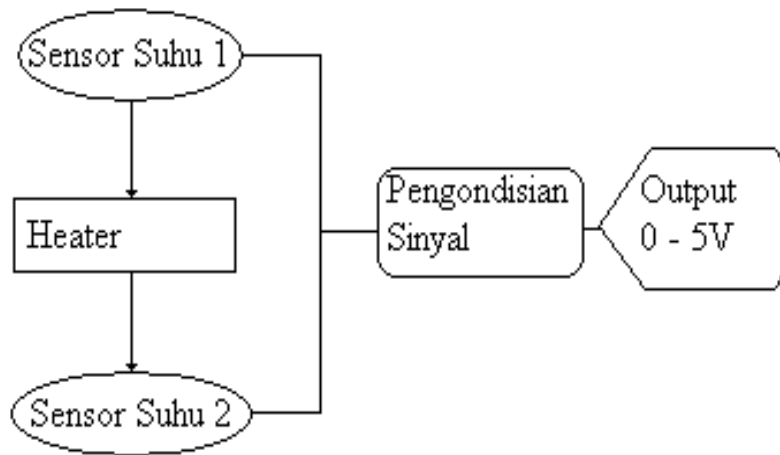 Sensor Suhu 1
Heater
Sensor Suhu 2
Pengondisian
Sinyal
Output
0 - 5V